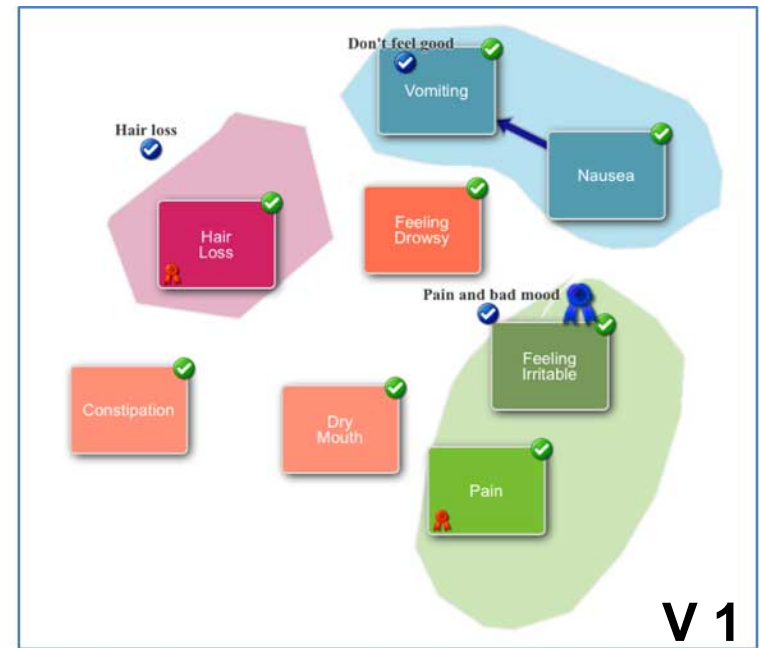 Don't feel good
Vomiting
Hair loss
Nausea
Hair
Loss
Feeling
Drowsy
Pain and bad mood
Feeling
Irritable
Constipation
Dry
Mouth
Pain
V 1